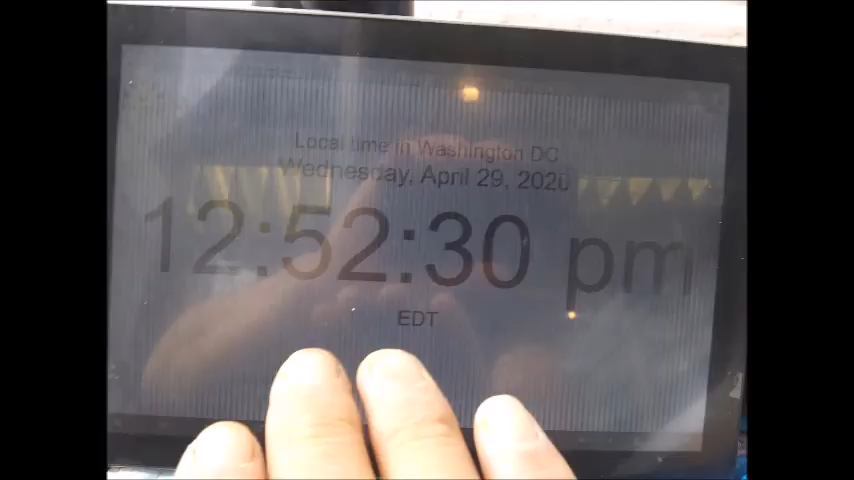 Local time in Washington DC
Wednesday, April 29, 2020
12:52:30 pm
EDT